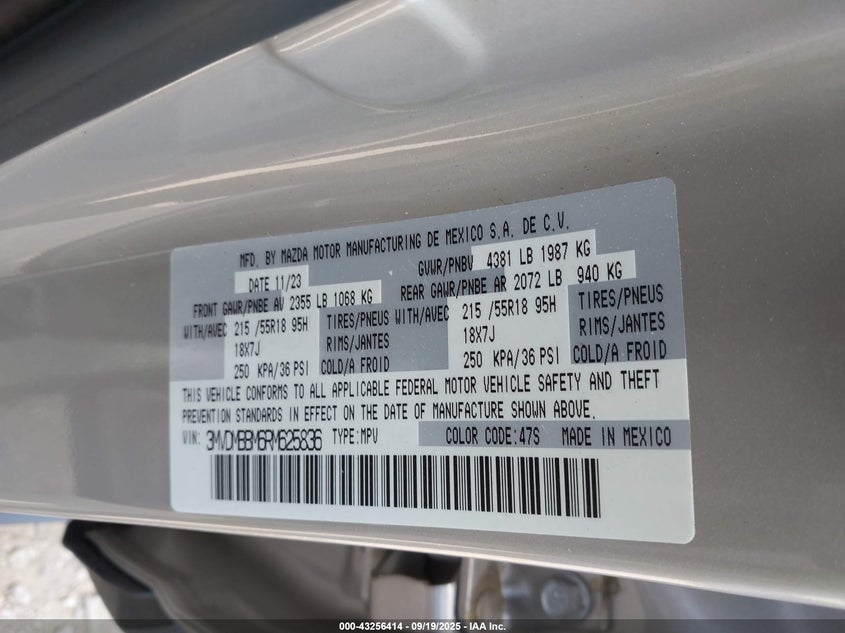 MFD. BY MAZDA MOTOR MANUFACTURING DE MEXICO S.A. DE C.V.
DATE 11/23 GVWR/PNBV 4381 LB 1987 KG
FRONT GAWR/PNBE AV 2355 LB 1068 KG REAR GAWR/PNBE AR 2072 LB 940 KG
WITH/AVEC 215 /55R18 95H TIRES/PNEUS WITH/AVEC 215 /55R18 95H TIRES/PNEUS
18X7J RIMS/JANTES 18X7J RIMS/JANTES
250 KPA/36 PSI COLD/A FROID 250 KPA/36 PSI COLD/A FROID
THIS VEHICLE CONFORMS TO ALL APPLICABLE FEDERAL MOTOR VEHICLE SAFETY AND THEFT
PREVENTION STANDARDS IN EFFECT ON THE DATE OF MANUFACTURE SHOWN ABOVE.
VIN: 3MVDMBBM6RM625836 TYPE:MPV COLOR CODE:47S MADE IN MEXICO
000-43256414 - 09/19/2025 - IAA Inc.